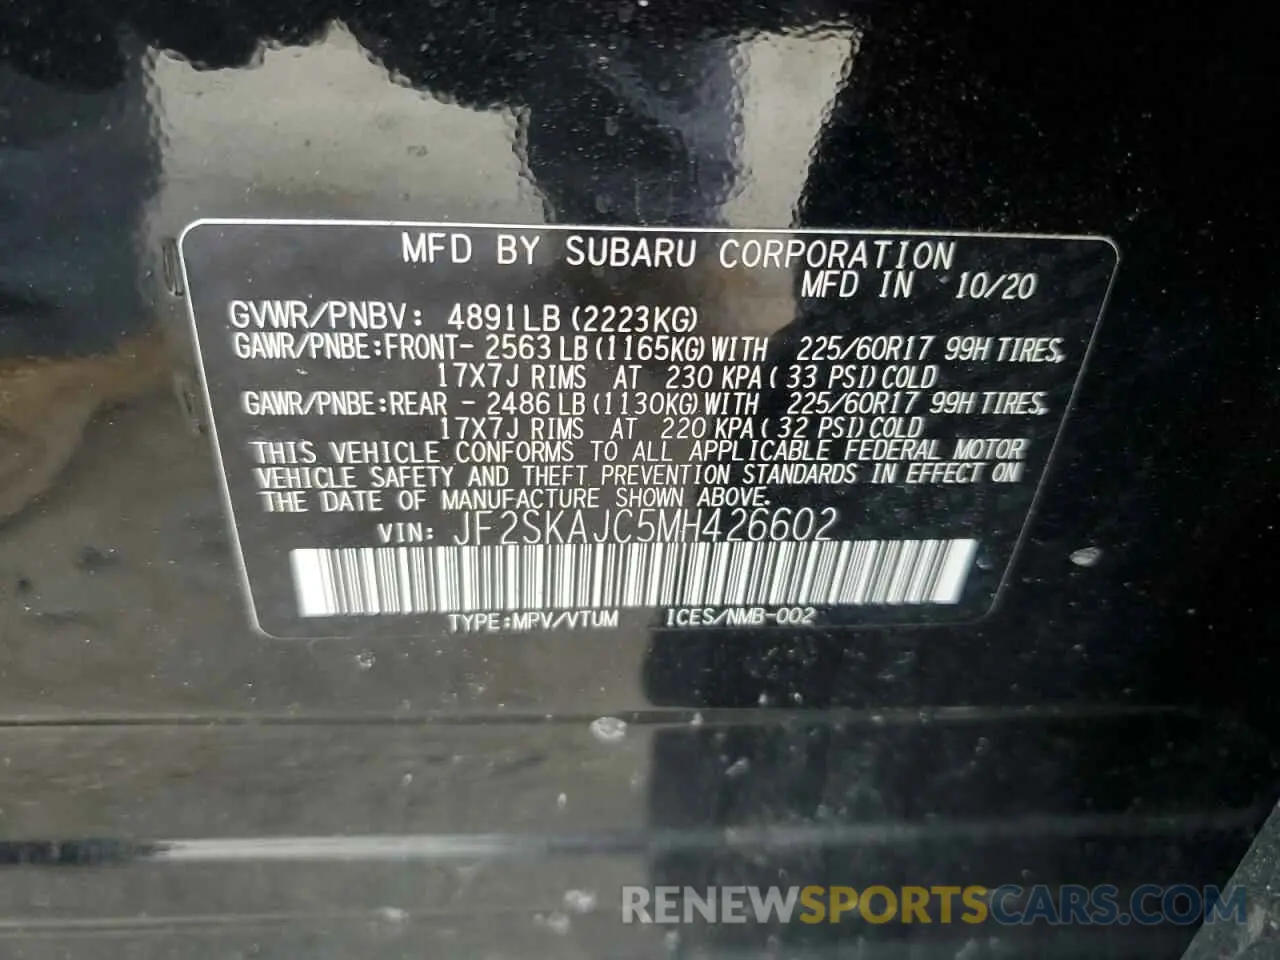 MFD BY SUBARU CORPORATION
MFD IN 10/20
GVWR/PNBV: 4891LB (2223KG)
GAWR/PNBE:FRONT- 2563 LB (1165KG) WITH 225/60R17 99H TIRES,
17X7J RIMS AT 230 KPA ( 33 PSI) COLD
GAWR/PNBE:REAR - 2486 LB (1130KG) WITH 225/60R17 99H TIRES,
17X7J RIMS AT 220 KPA ( 32 PSI) COLD
THIS VEHICLE CONFORMS TO ALL APPLICABLE FEDERAL MOTOR
VEHICLE SAFETY AND THEFT PREVENTION STANDARDS IN EFFECT ON
THE DATE OF MANUFACTURE SHOWN ABOVE.
VIN: JF2SKAJC5MH426602
TYPE:MPV/VTUM ICES/NMB-002
RENEWSPORTSCARS.COM